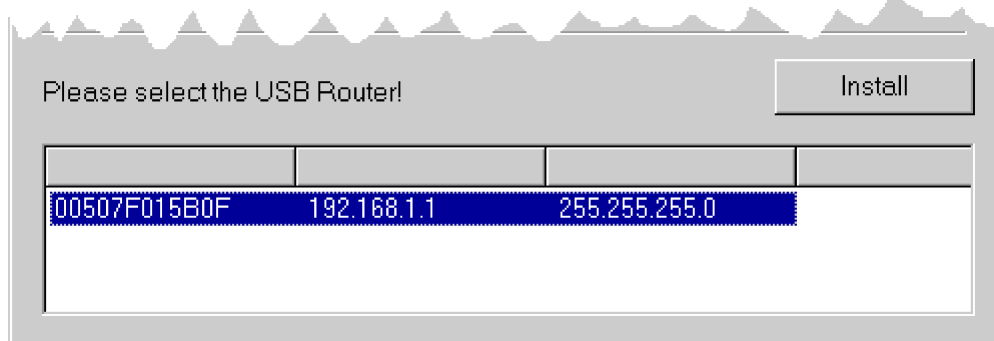 Please select the USB Router!
Install
00507F015B0F 192.168.1.1 255.255.255.0